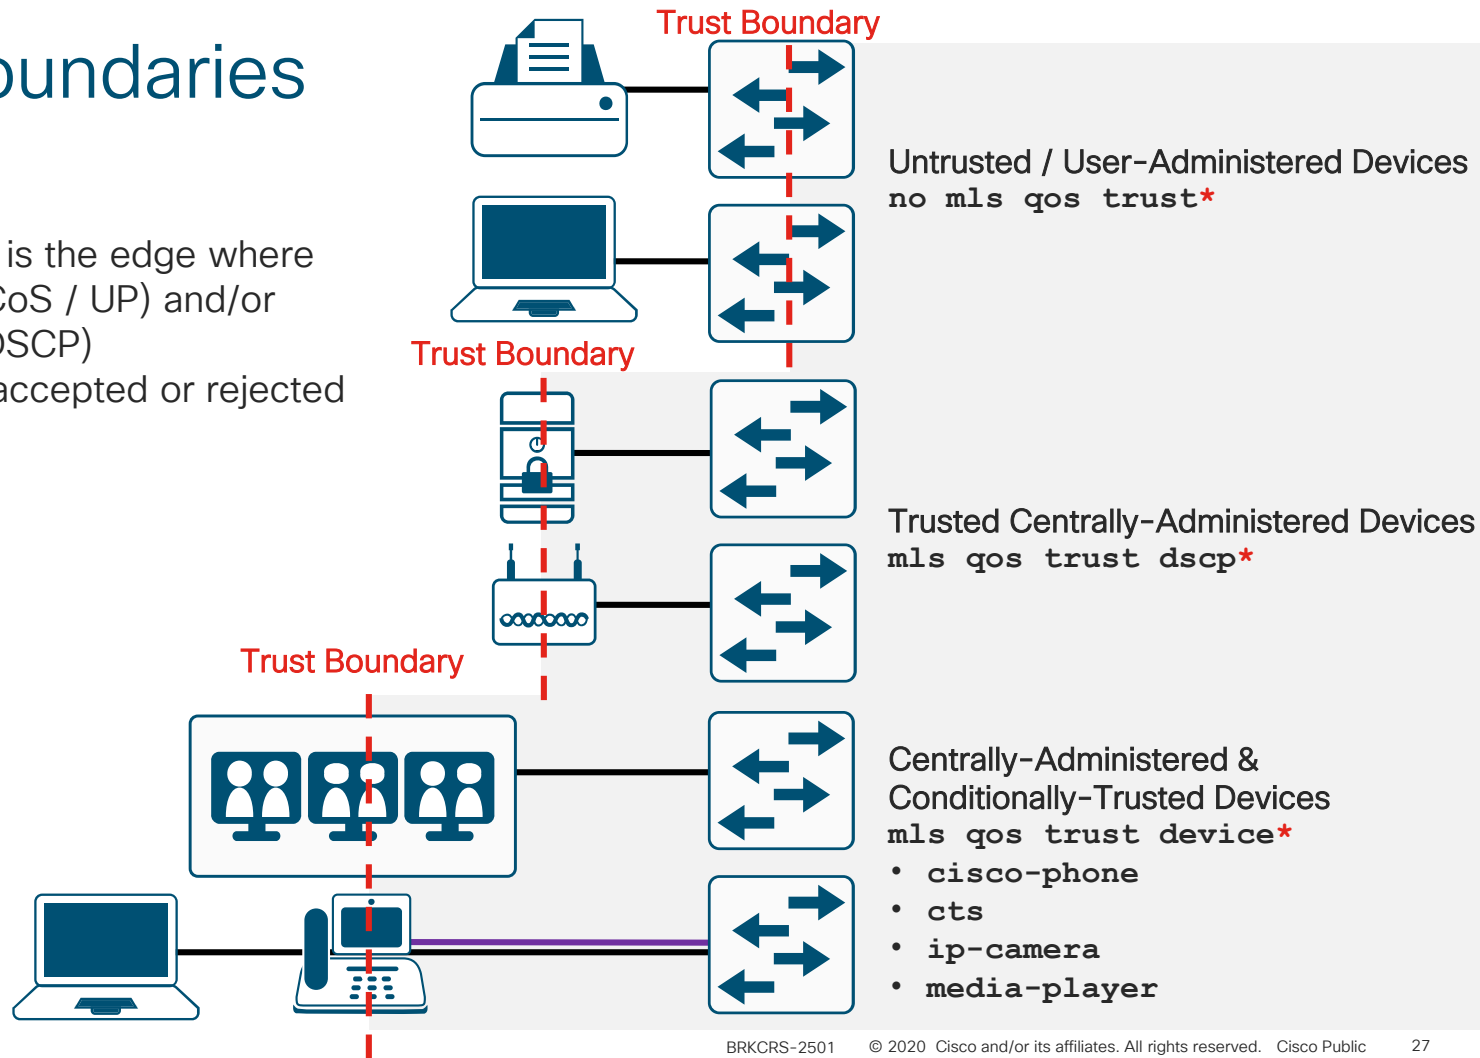 Trust Boundary
oundaries
Untrusted / User-Administered Devices
no mls qos trust*
is the edge where
CoS / UP) and/or
DSCP)
accepted or rejected
Trust Boundary
Trusted Centrally-Administered Devices
mls qos trust dscp*
Trust Boundary
Centrally-Administered &
Conditionally-Trusted Devices
mls qos trust device*
• cisco-phone
• cts
• ip-camera
• media-player
BRKCRS-2501 © 2020 Cisco and/or its affiliates. All rights reserved. Cisco Public 27